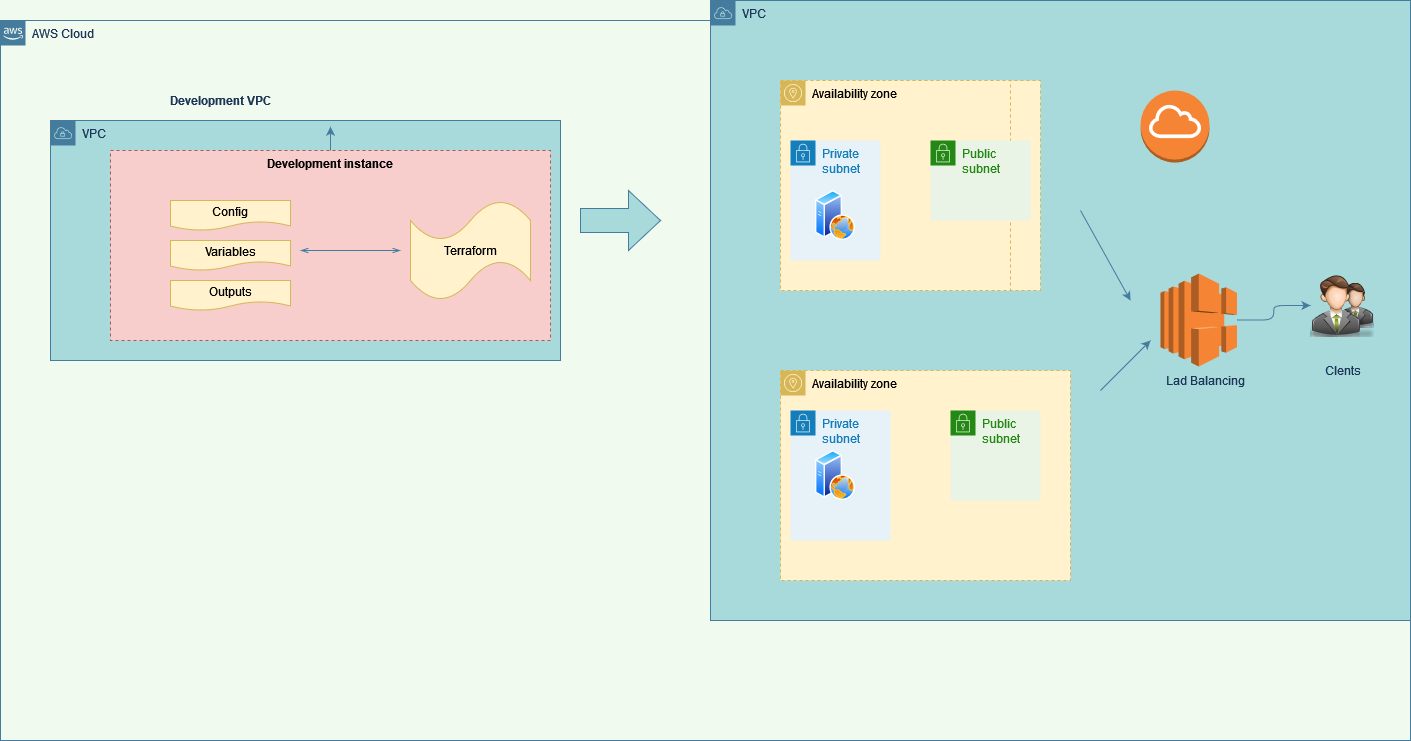 aws
AWS Cloud
Development VPC
VPC
Development instance
Config
Variables
Outputs
Terraform
VPC
Availability zone
Private
subnet
Public
subnet
Availability zone
Private
subnet
Public
subnet
Lad Balancing
Clents